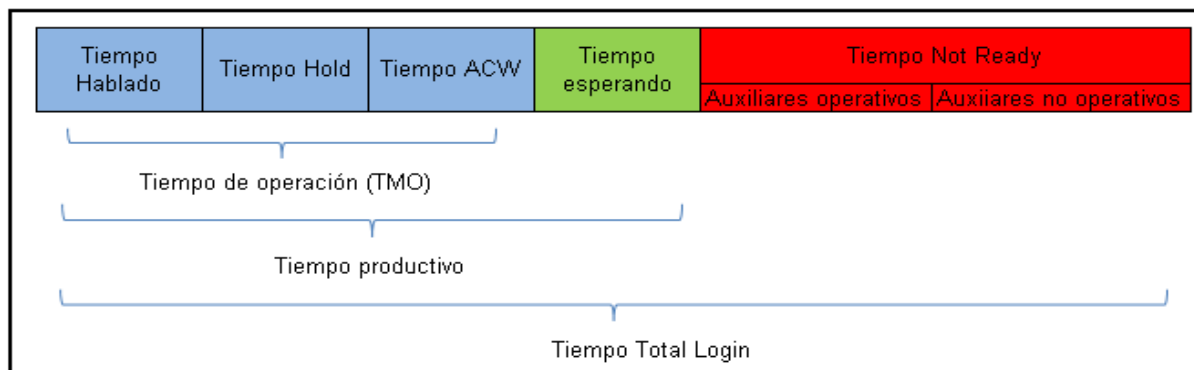 Tiempo
Hablado
Tiempo Hold
Tiempo ACW
Tiempo
esperando
Tiempo Not Ready
Auxiliares operativos
Auxiiares no operativos
Tiempo de operación (TMO)
Tiempo productivo
Tiempo Total Login